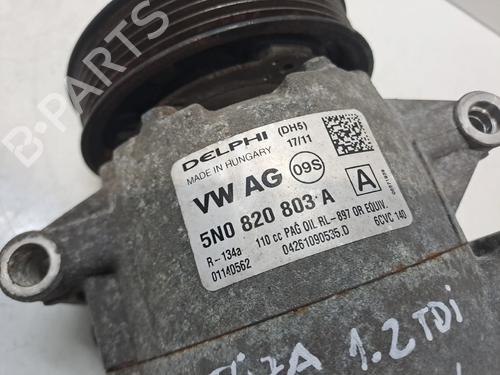 B-PARTS
DELPHI (DH5)
MADE IN HUNGARY 17/11
VW AG 09S
5N0 820 803 A A
R-134a 110 cc PAG OIL RL-897 OR EQUIV.
01140562 04261090535.D 6CVC 140
1.2 TDi